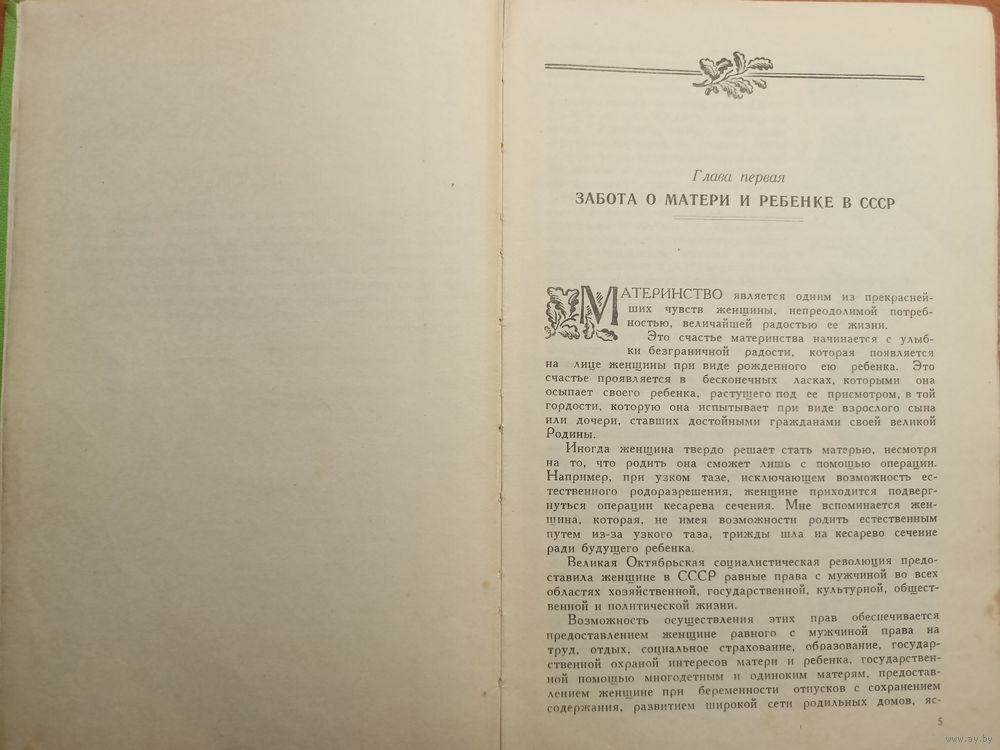 Глава первая
ЗАБОТА О МАТЕРИ И РЕБЕНКЕ В СССР
МАТЕРИНСТВО является одним из прекрасней-
ших чувств женщины, непреодолимой потреб-
ностью, величайшей радостью ее жизни.
Это счастье материнства начинается с улыб-
ки безграничной радости, которая появляется
на лице женщины при виде рожденного ею ребенка. Это
счастье проявляется в бесконечных ласках, которыми она
осыпает своего ребенка, растущего под ее присмотром, в той
гордости, которую она испытывает при виде взрослого сына
или дочери, ставших достойными гражданами своей великой
Родины.
Иногда женщина твердо решает стать матерью, несмотря
на то, что родить она сможет лишь с помощью операции.
Например, при узком тазе, исключающем возможность ес-
тественного родоразрешения, женщине приходится подверг-
нуться операции кесарева сечения. Мне вспоминается жен-
щина, которая, не имея возможности родить естественным
путем из-за узкого таза, трижды шла на кесарево сечение
ради будущего ребенка.
Великая Октябрьская социалистическая революция предо-
ставила женщине в СССР равные права с мужчиной во всех
областях хозяйственной, государственной, культурной, общест-
венной и политической жизни.
Возможность осуществления этих прав обеспечивается
предоставлением женщине равного с мужчиной права на
труд, отдых, социальное страхование, образование, государ-
ственной охраной интересов матери и ребенка, государствен-
ной помощью многодетным и одиноким матерям, предостав-
лением женщине при беременности отпусков с сохранением
содержания, развитием широкой сети родильных домов, яс-
5
www.ay.by